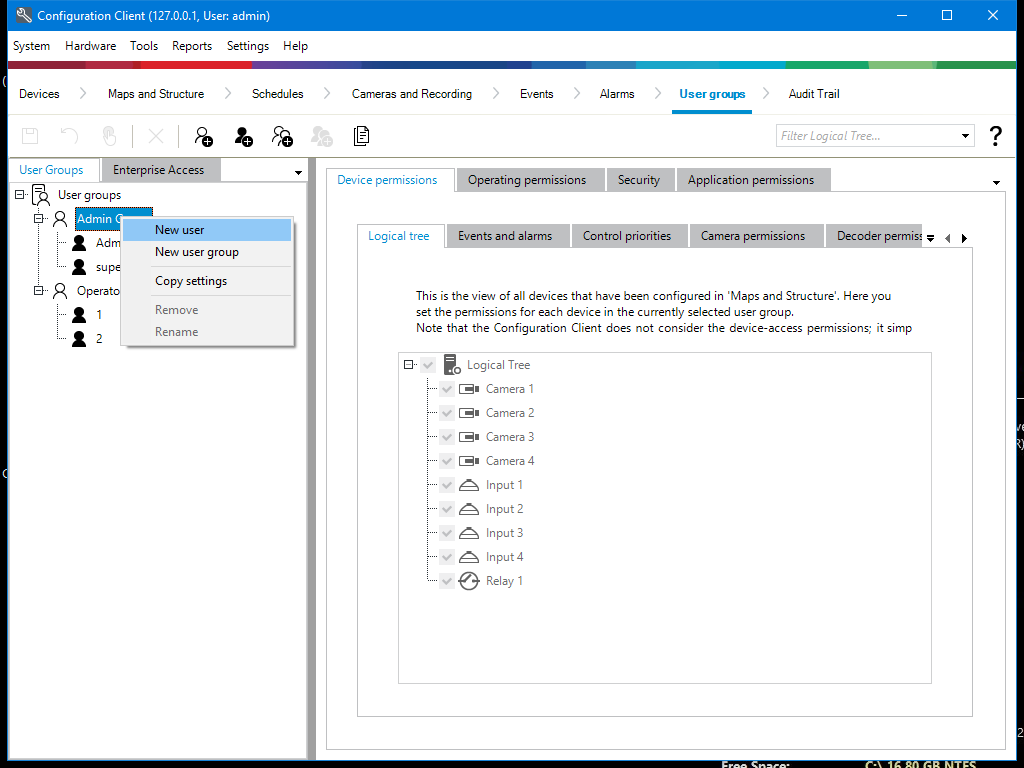 Configuration Client (127.0.0.1, User: admin)
System Hardware Tools Reports Settings Help
Devices Maps and Structure Schedules Cameras and Recording Events Alarms User groups Audit Trail
Filter Logical Tree... ?
User Groups Enterprise Access
User groups
Admin G
Adm
supe
Operato
1
2
New user
New user group
Copy settings
Remove
Rename
Device permissions Operating permissions Security Application permissions
Logical tree Events and alarms Control priorities Camera permissions Decoder permiss
This is the view of all devices that have been configured in 'Maps and Structure'. Here you
set the permissions for each device in the currently selected user group.
Note that the Configuration Client does not consider the device-access permissions; it simp
Logical Tree
Camera 1
Camera 2
Camera 3
Camera 4
Input 1
Input 2
Input 3
Input 4
Relay 1
Free Space: C:\ 16.80 GB NTFS